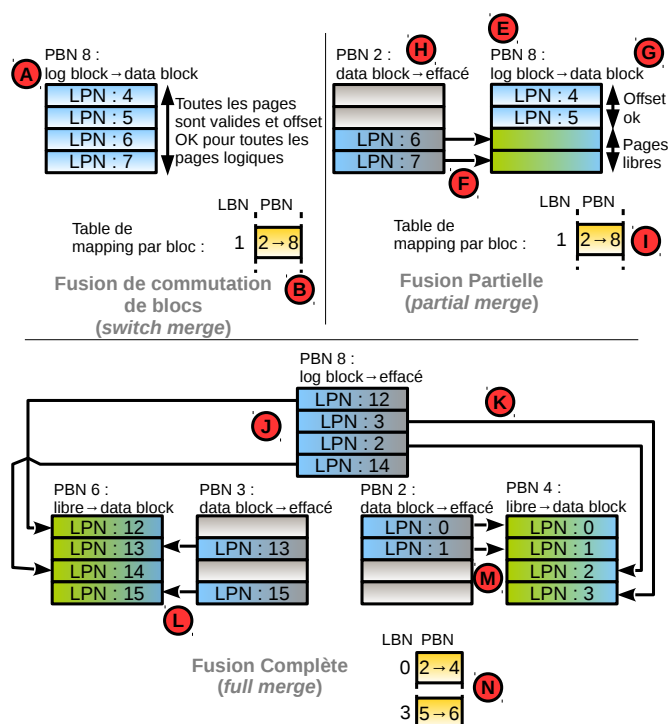 A
PBN 8 :
log block→data block
LPN : 4
LPN : 5
LPN : 6
LPN : 7
Toutes les pages
sont valides et offset
OK pour toutes les
pages logiques
LBN PBN
Table de
mapping par bloc :
1
2→8
B
Fusion de commutation
de blocs
(switch merge)
PBN 2 :
data block→effacé
H
LPN : 6
LPN : 7
F
E
PBN 8 :
log block→data block
G
LPN : 4
LPN : 5
Offset
ok
Pages
libres
LBN PBN
Table de
mapping par bloc :
1
2→8
I
Fusion Partielle
(partial merge)
PBN 8 :
log block→effacé
LPN : 12
LPN : 3
LPN : 2
LPN : 14
J
K
PBN 6 :
libre→data block
LPN : 12
LPN : 13
LPN : 14
LPN : 15
L
PBN 3 :
data block→effacé
LPN : 13
LPN : 15
PBN 2 :
data block→effacé
LPN : 0
LPN : 1
M
PBN 4 :
libre→data block
LPN : 0
LPN : 1
LPN : 2
LPN : 3
Fusion Complète
(full merge)
LBN PBN
0
2→4
N
3
5→6